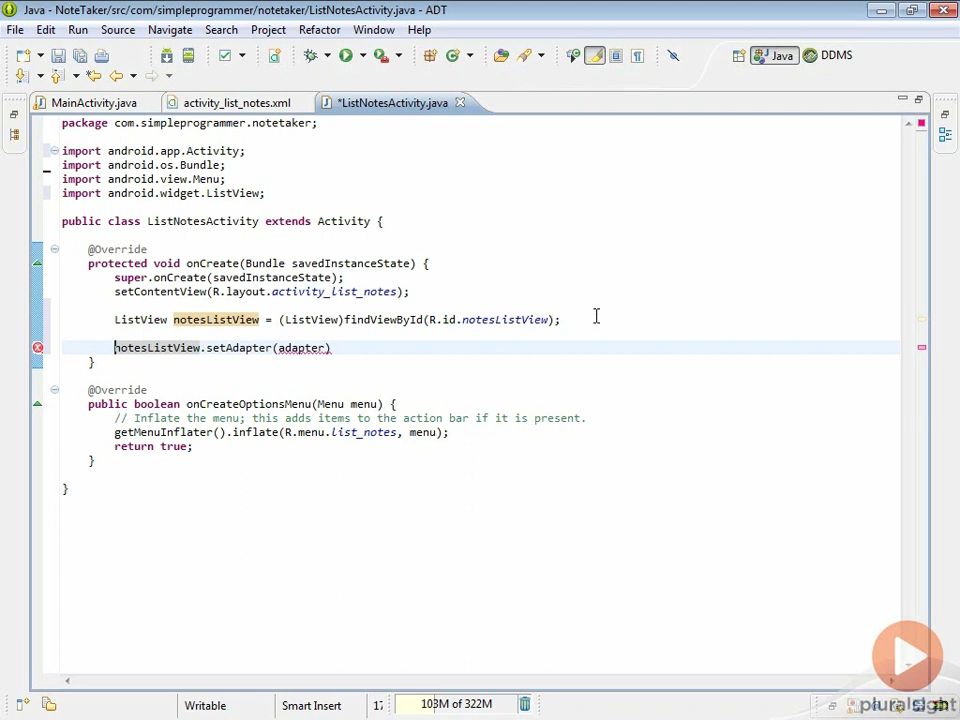 Java - NoteTaker/src/com/simpleprogrammer/notetaker/ListNotesActivity.java - ADT
File Edit Run Source Navigate Search Project Refactor Window Help
Java DDMS
MainActivity.java activity_list_notes.xml *ListNotesActivity.java
package com.simpleprogrammer.notetaker;
import android.app.Activity;
import android.os.Bundle;
import android.view.Menu;
import android.widget.ListView;
public class ListNotesActivity extends Activity {
@Override
protected void onCreate(Bundle savedInstanceState) {
super.onCreate(savedInstanceState);
setContentView(R.layout.activity_list_notes);
ListView notesListView = (ListView)findViewById(R.id.notesListView);
notesListView.setAdapter(adapter)
}
@Override
public boolean onCreateOptionsMenu(Menu menu) {
// Inflate the menu; this adds items to the action bar if it is present.
getMenuInflater().inflate(R.menu.list_notes, menu);
return true;
}
}
Writable Smart Insert 17 103M of 322M
pluralsight